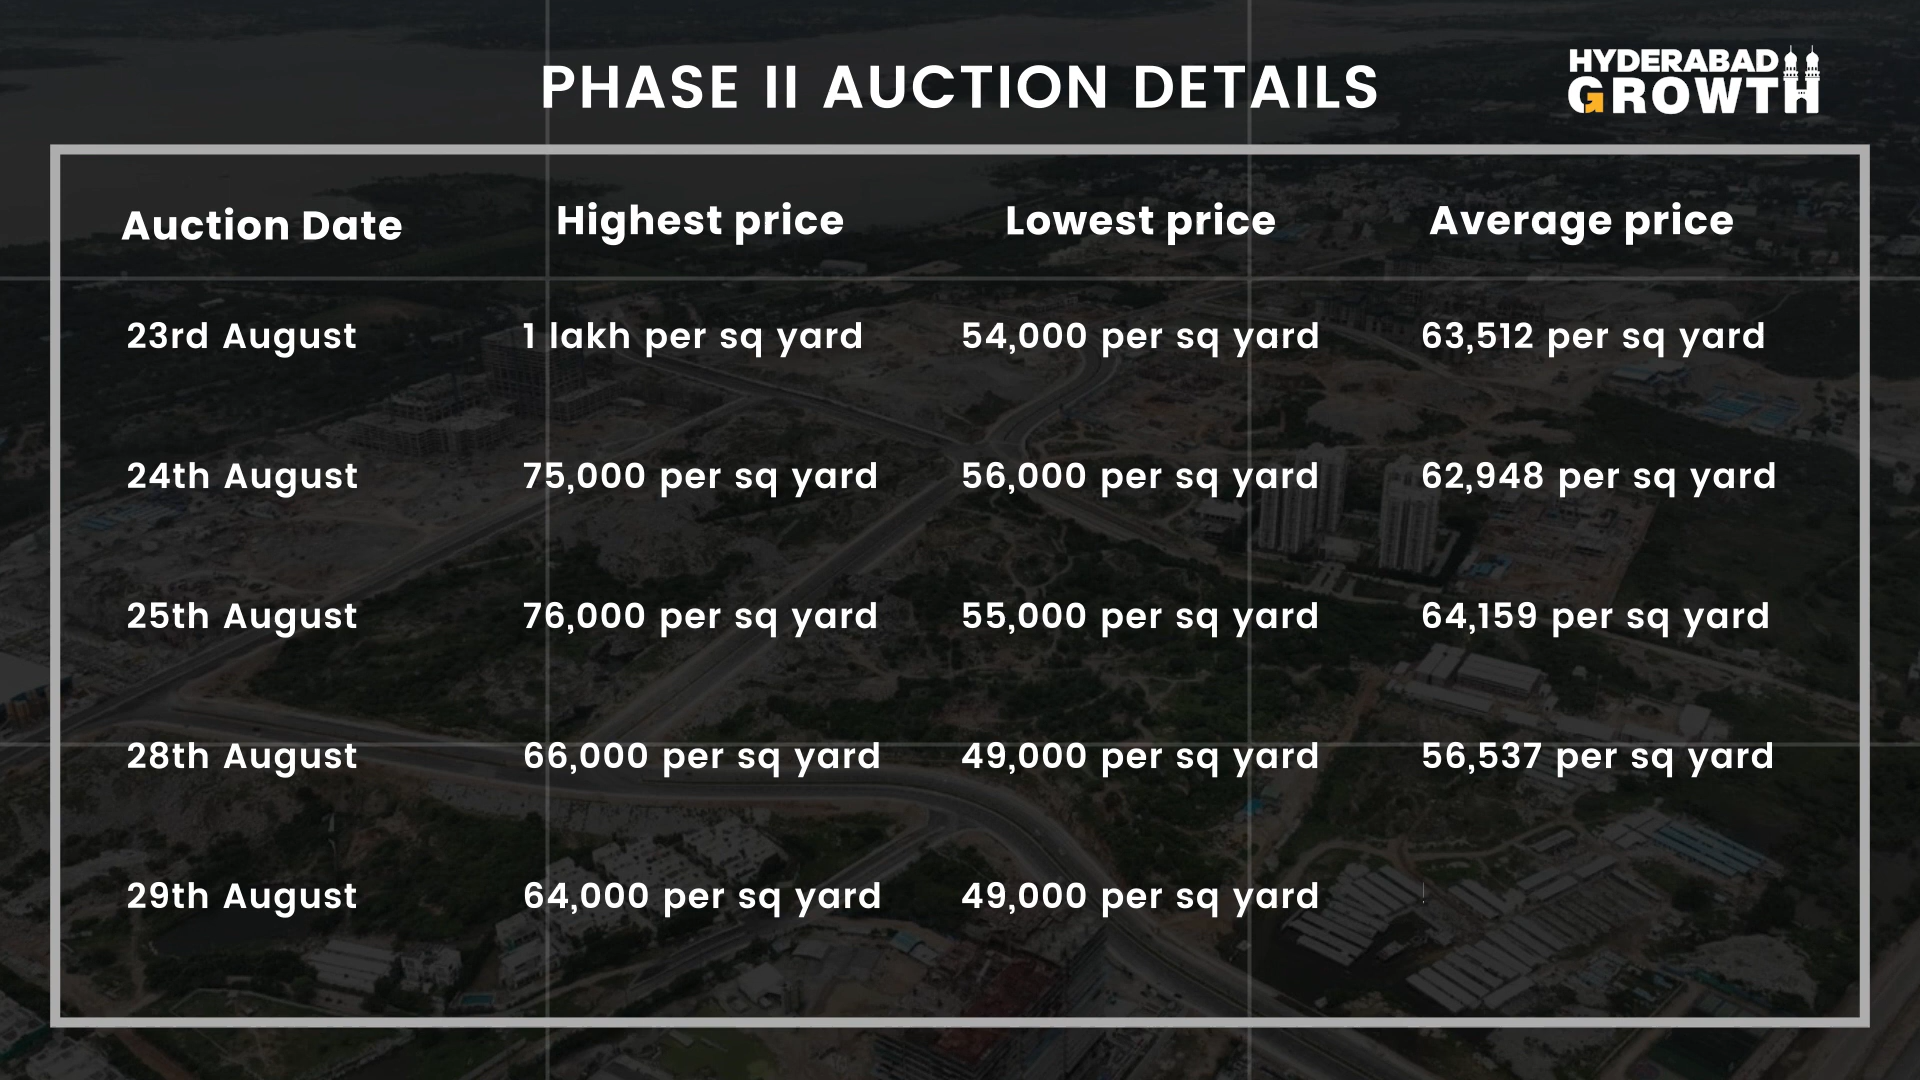 PHASE II AUCTION DETAILS
HYDERABAD
GROWTH
Auction Date Highest price Lowest price Average price
23rd August 1 lakh per sq yard 54,000 per sq yard 63,512 per sq yard
24th August 75,000 per sq yard 56,000 per sq yard 62,948 per sq yard
25th August 76,000 per sq yard 55,000 per sq yard 64,159 per sq yard
28th August 66,000 per sq yard 49,000 per sq yard 56,537 per sq yard
29th August 64,000 per sq yard 49,000 per sq yard